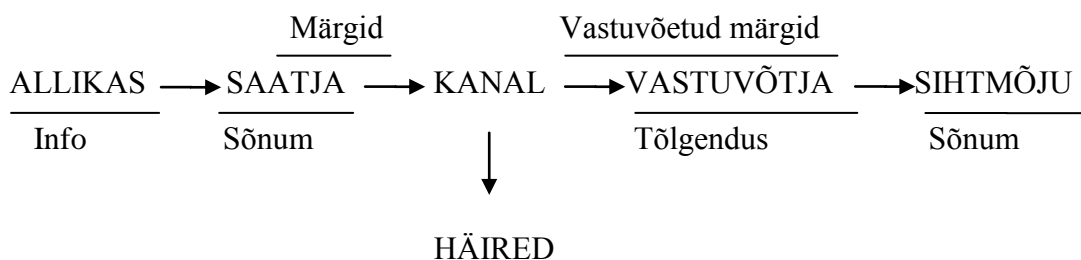 Märgid Vastuvõetud märgid
ALLIKAS SAATJA KANAL VASTUVÕTJA SIHTMÕJU
Info Sõnum Tõlgendus Sõnum
HÄIRED